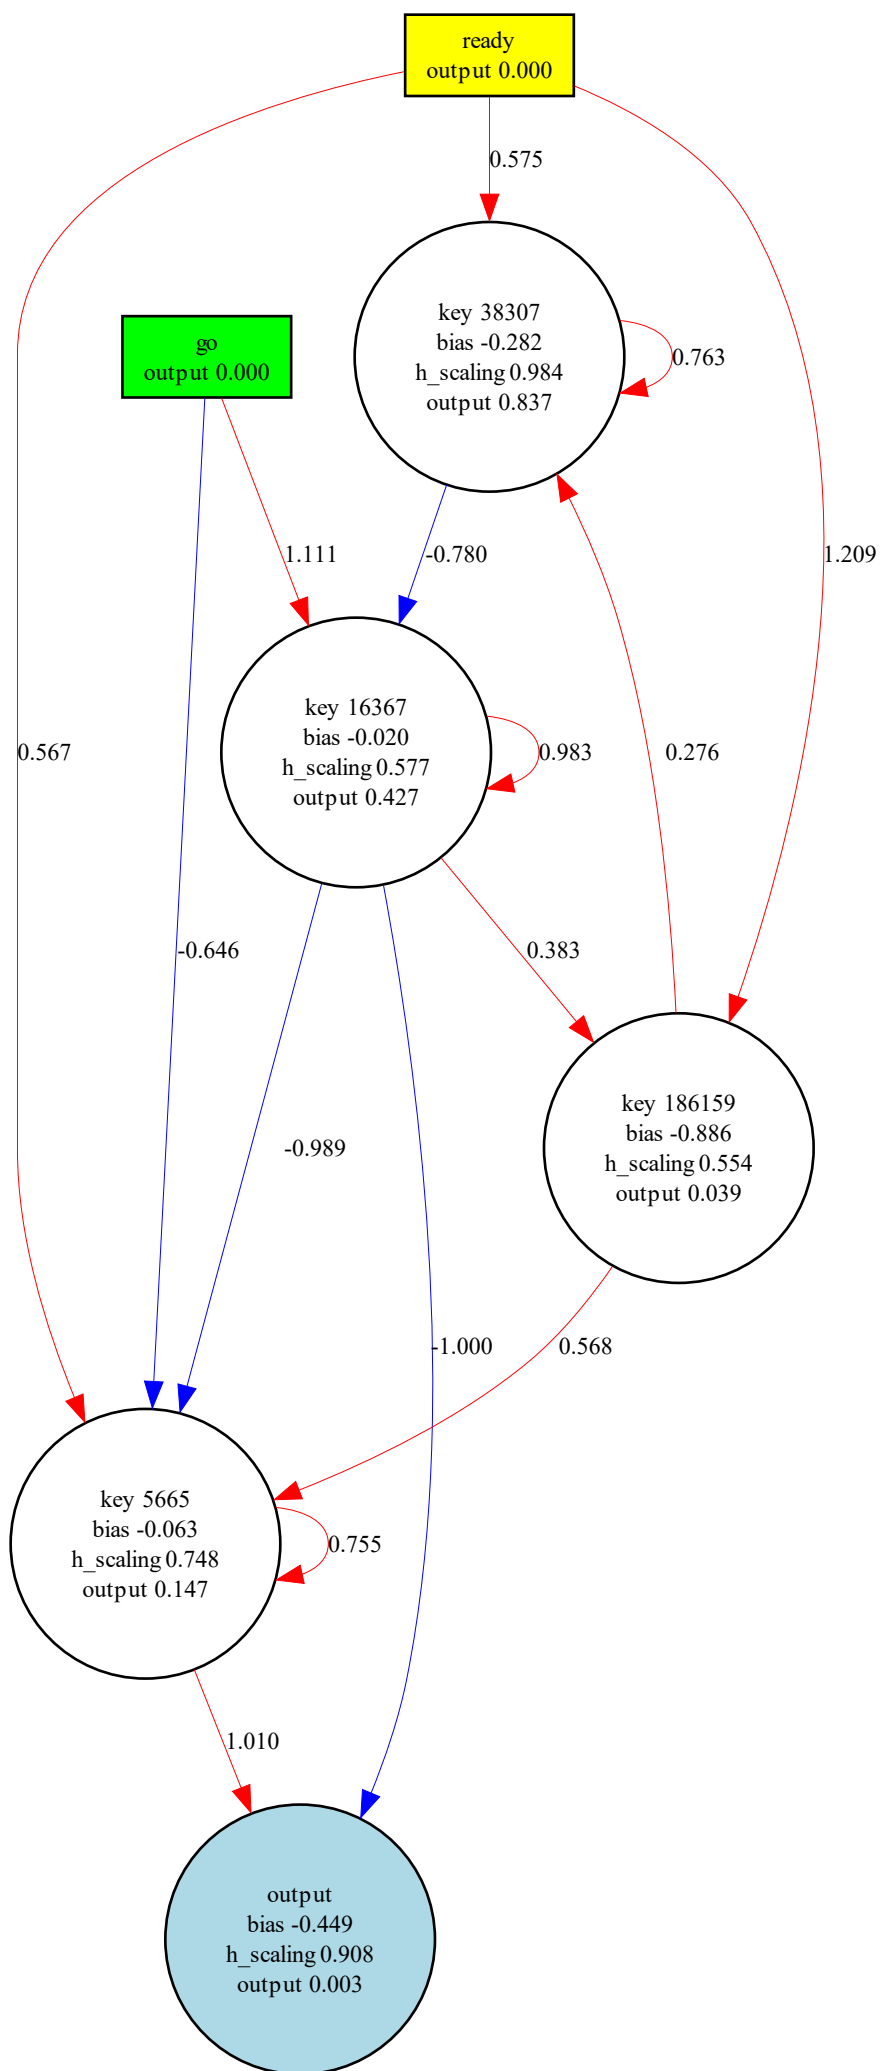 ready
output 0.000
0.575
go
output 0.000
key 38307
bias -0.282
h_scaling 0.984
output 0.837
0.763
1.111
-0.780
1.209
key 16367
bias -0.020
h_scaling 0.577
output 0.427
0.567
0.983
0.276
-0.646
0.383
key 186159
bias -0.886
h_scaling 0.554
output 0.039
-0.989
-1.000
0.568
key 5665
bias -0.063
h_scaling 0.748
output 0.147
0.755
1.010
output
bias -0.449
h_scaling 0.908
output 0.003